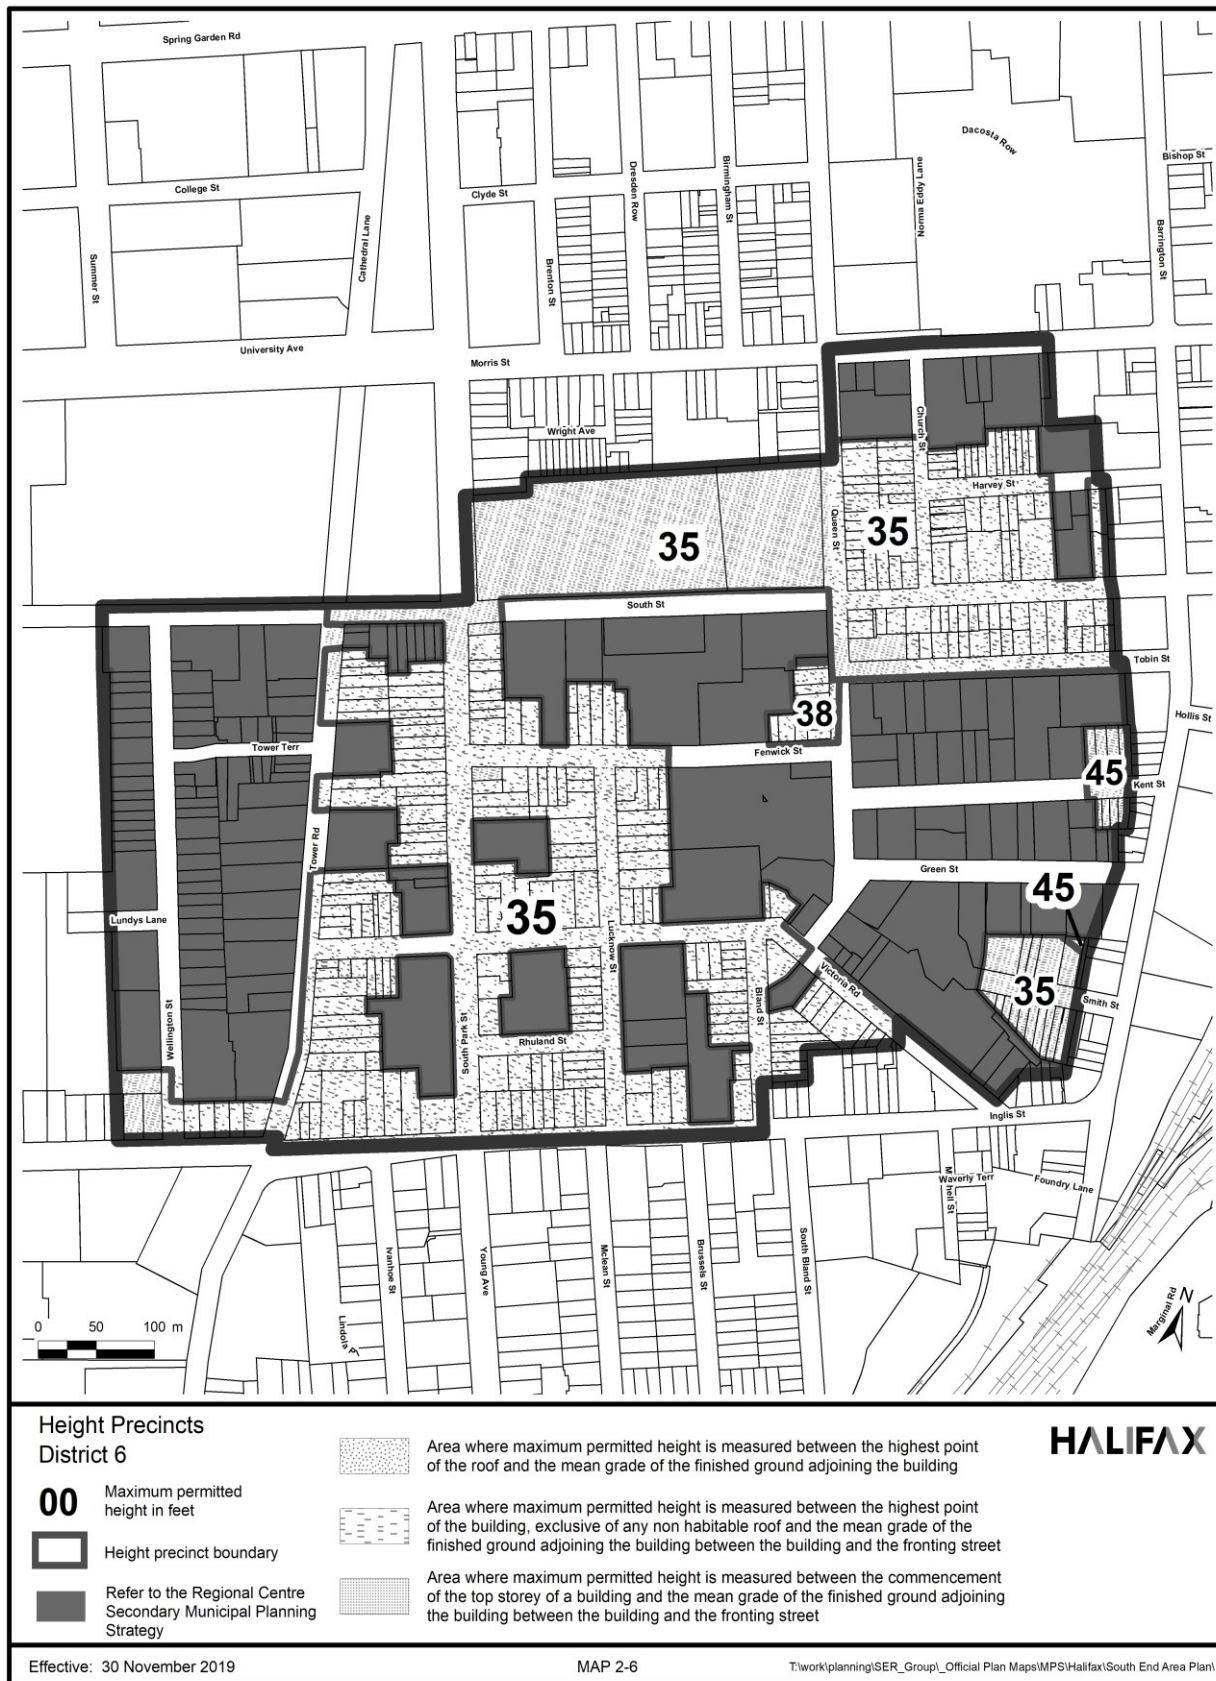 Spring Garden Rd
Dacosta Row
Bishop St
College St
Clyde St
Dresden Row
Birmingham St
Norma Eddy Lane
Barrington St
Summer St
Cathedral Lane
Brenton St
University Ave
Morris St
Church St
Wright Ave
Harvey St
Queen St
35
35
South St
Tobin St
38
Hollis St
Tower Terr
Fenwick St
45
Kent St
Tower Rd
Green St
45
Lundys Lane
35
Lucknow St
Victoria Rd
35
Smith St
Wellington St
South Park St
Rhuland St
Bland St
Inglis St
Waverly Terr
Foundry Lane
Ivanhoe St
Young Ave
Mclean St
Brussels St
South Bland St
Marginal Rd
N
0 50 100 m
Height Precincts
District 6
HALIFAX
00
Maximum permitted
height in feet
Height precinct boundary
Refer to the Regional Centre
Secondary Municipal Planning
Strategy
Area where maximum permitted height is measured between the highest point
of the roof and the mean grade of the finished ground adjoining the building
Area where maximum permitted height is measured between the highest point
of the building, exclusive of any non habitable roof and the mean grade of the
finished ground adjoining the building between the building and the fronting street
Area where maximum permitted height is measured between the commencement
of the top storey of a building and the mean grade of the finished ground adjoining
the building between the building and the fronting street
Effective: 30 November 2019
MAP 2-6
T:\work\planning\SER_Group\_Official Plan Maps\MPS\Halifax\South End Area Plan\